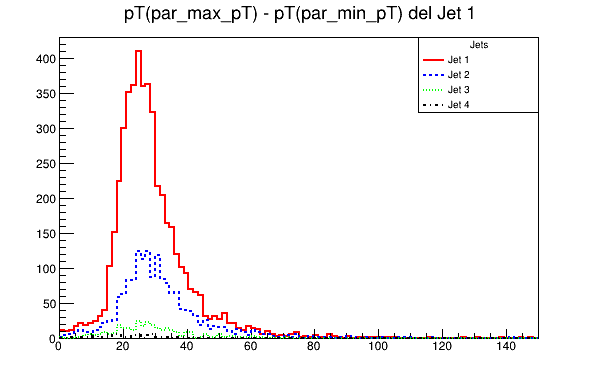 pT(par_max_pT) - pT(par_min_pT) del Jet 1
Jets
Jet 1
Jet 2
Jet 3
Jet 4
400
350
300
250
200
150
100
50
0
0 20 40 60 80 100 120 140